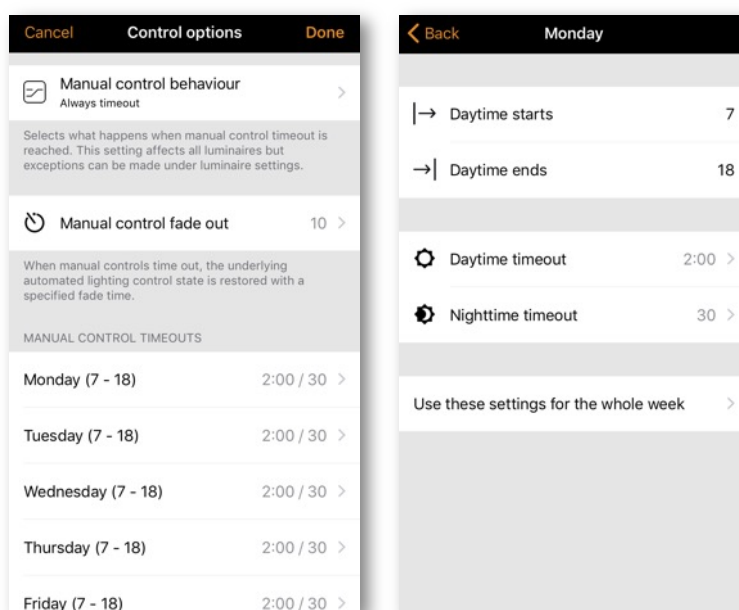 Cancel Control options Done
Manual control behaviour
Always timeout
Selects what happens when manual control timeout is
reached. This setting affects all luminaires but
exceptions can be made under luminaire settings.
Manual control fade out 10
When manual controls time out, the underlying
automated lighting control state is restored with a
specified fade time.
MANUAL CONTROL TIMEOUTS
Monday (7 - 18) 2:00 / 30
Tuesday (7 - 18) 2:00 / 30
Wednesday (7 - 18) 2:00 / 30
Thursday (7 - 18) 2:00 / 30
Friday (7 - 18) 2:00 / 30
Back Monday
Daytime starts 7
Daytime ends 18
Daytime timeout 2:00
Nighttime timeout 30
Use these settings for the whole week